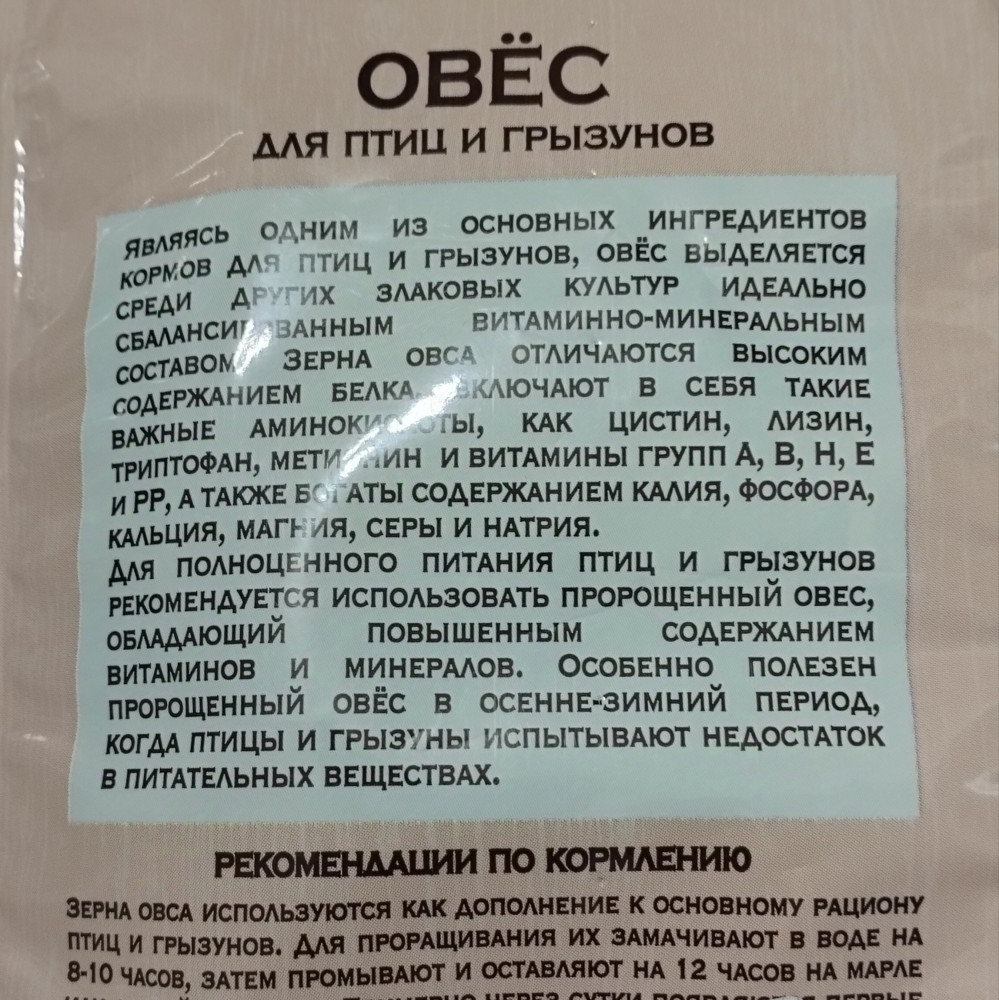 ОВЁС
ДЛЯ ПТИЦ И ГРЫЗУНОВ
ЯВЛЯЯСЬ ОДНИМ ИЗ ОСНОВНЫХ ИНГРЕДИЕНТОВ
КОРМОВ ДЛЯ ПТИЦ И ГРЫЗУНОВ, ОВЁС ВЫДЕЛЯЕТСЯ
СРЕДИ ДРУГИХ ЗЛАКОВЫХ КУЛЬТУР ИДЕАЛЬНО
СБАЛАНСИРОВАННЫМ ВИТАМИННО-МИНЕРАЛЬНЫМ
СОСТАВОМ. ЗЕРНА ОВСА ОТЛИЧАЮТСЯ ВЫСОКИМ
СОДЕРЖАНИЕМ БЕЛКА, ВКЛЮЧАЮТ В СЕБЯ ТАКИЕ
ВАЖНЫЕ АМИНОКИСЛОТЫ, КАК ЦИСТИН, ЛИЗИН,
ТРИПТОФАН, МЕТИОНИН И ВИТАМИНЫ ГРУПП А, В, Н, Е
И РР, А ТАКЖЕ БОГАТЫ СОДЕРЖАНИЕМ КАЛИЯ, ФОСФОРА,
КАЛЬЦИЯ, МАГНИЯ, СЕРЫ И НАТРИЯ.
ДЛЯ ПОЛНОЦЕННОГО ПИТАНИЯ ПТИЦ И ГРЫЗУНОВ
РЕКОМЕНДУЕТСЯ ИСПОЛЬЗОВАТЬ ПРОРОЩЕННЫЙ ОВЕС,
ОБЛАДАЮЩИЙ ПОВЫШЕННЫМ СОДЕРЖАНИЕМ
ВИТАМИНОВ И МИНЕРАЛОВ. ОСОБЕННО ПОЛЕЗЕН
ПРОРОЩЕННЫЙ ОВЁС В ОСЕННЕ-ЗИМНИЙ ПЕРИОД,
КОГДА ПТИЦЫ И ГРЫЗУНЫ ИСПЫТЫВАЮТ НЕДОСТАТОК
В ПИТАТЕЛЬНЫХ ВЕЩЕСТВАХ.
РЕКОМЕНДАЦИИ ПО КОРМЛЕНИЮ
ЗЕРНА ОВСА ИСПОЛЬЗУЮТСЯ КАК ДОПОЛНЕНИЕ К ОСНОВНОМУ РАЦИОНУ
ПТИЦ И ГРЫЗУНОВ. ДЛЯ ПРОРАЩИВАНИЯ ИХ ЗАМАЧИВАЮТ В ВОДЕ НА
8-10 ЧАСОВ, ЗАТЕМ ПРОМЫВАЮТ И ОСТАВЛЯЮТ НА 12 ЧАСОВ НА МАРЛЕ
ЧЕРЕЗ СУТКИ ПОЯВЛЯЮТСЯ ПЕРВЫЕ